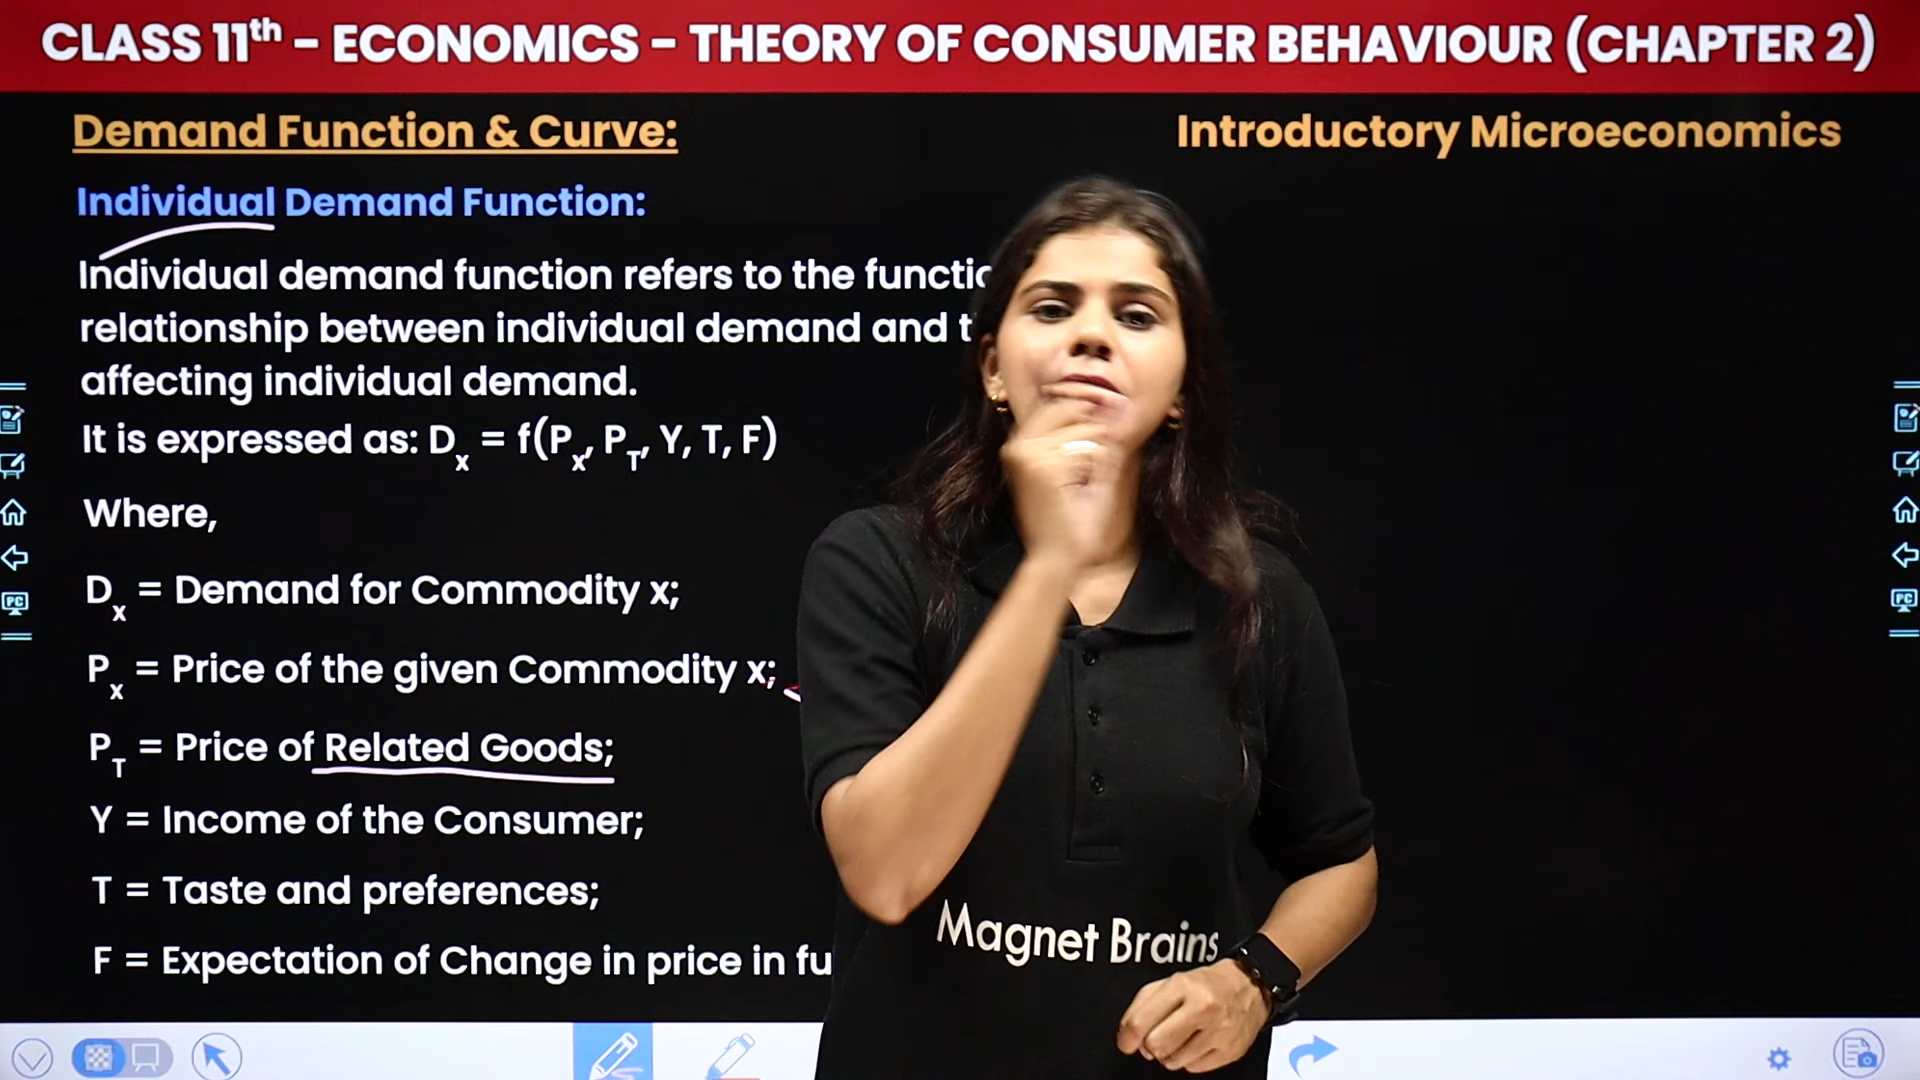 CLASS 11th - ECONOMICS - THEORY OF CONSUMER BEHAVIOUR (CHAPTER 2)
Demand Function & Curve:
Introductory Microeconomics
Individual Demand Function:
Individual demand function refers to the
relationship between individual demand and
affecting individual demand.
It is expressed as: Dx = f(Px, PT, Y, T, F)
Where,
Dx = Demand for Commodity x;
Px = Price of the given Commodity x;
PT = Price of Related Goods;
Y = Income of the Consumer;
T = Taste and preferences;
F = Expectation of Change in price in
Magnet Brains
PC
PC